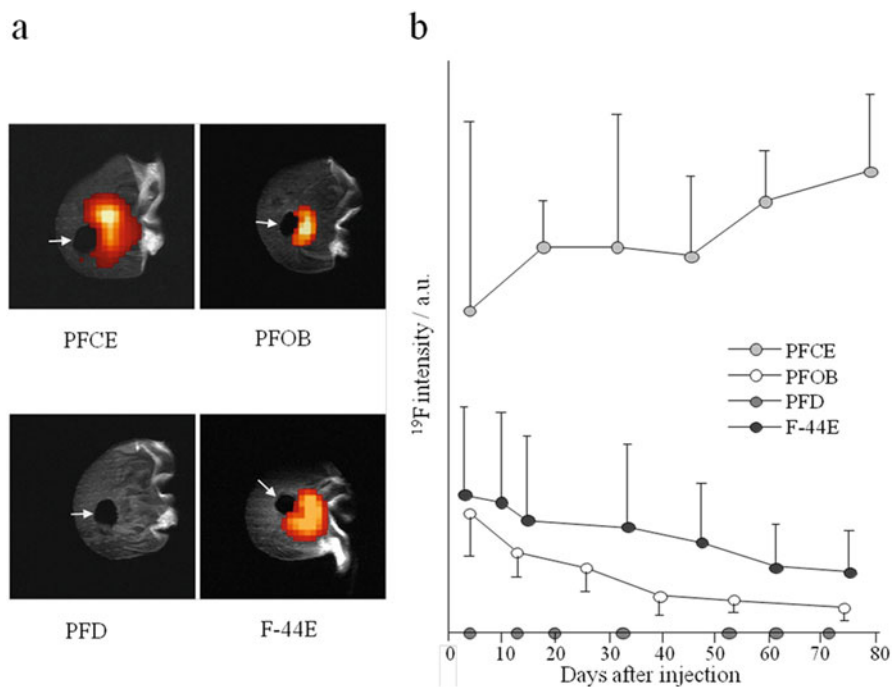 a
PFCE
PFOB
PFD
F-44E
b
¹⁹F intensity / a.u.
PFCE
PFOB
PFD
F-44E
0 10 20 30 40 50 60 70 80
Days after injection